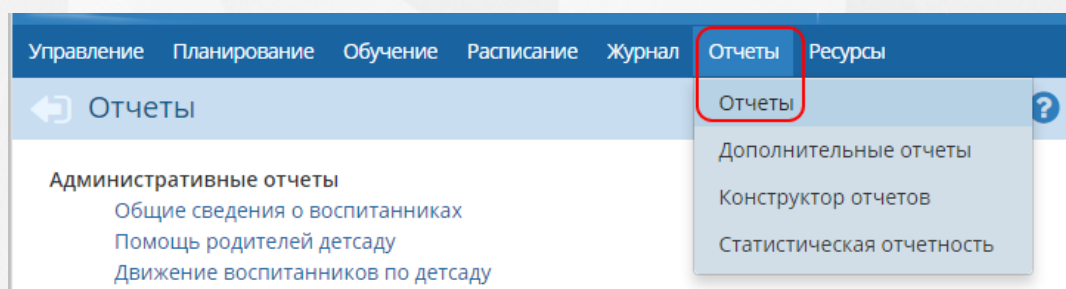 Управление Планирование Обучение Расписание Журнал Отчеты Ресурсы
Отчеты
Отчеты
Дополнительные отчеты
Конструктор отчетов
Статистическая отчетность
Административные отчеты
Общие сведения о воспитанниках
Помощь родителей детсаду
Движение воспитанников по детсаду